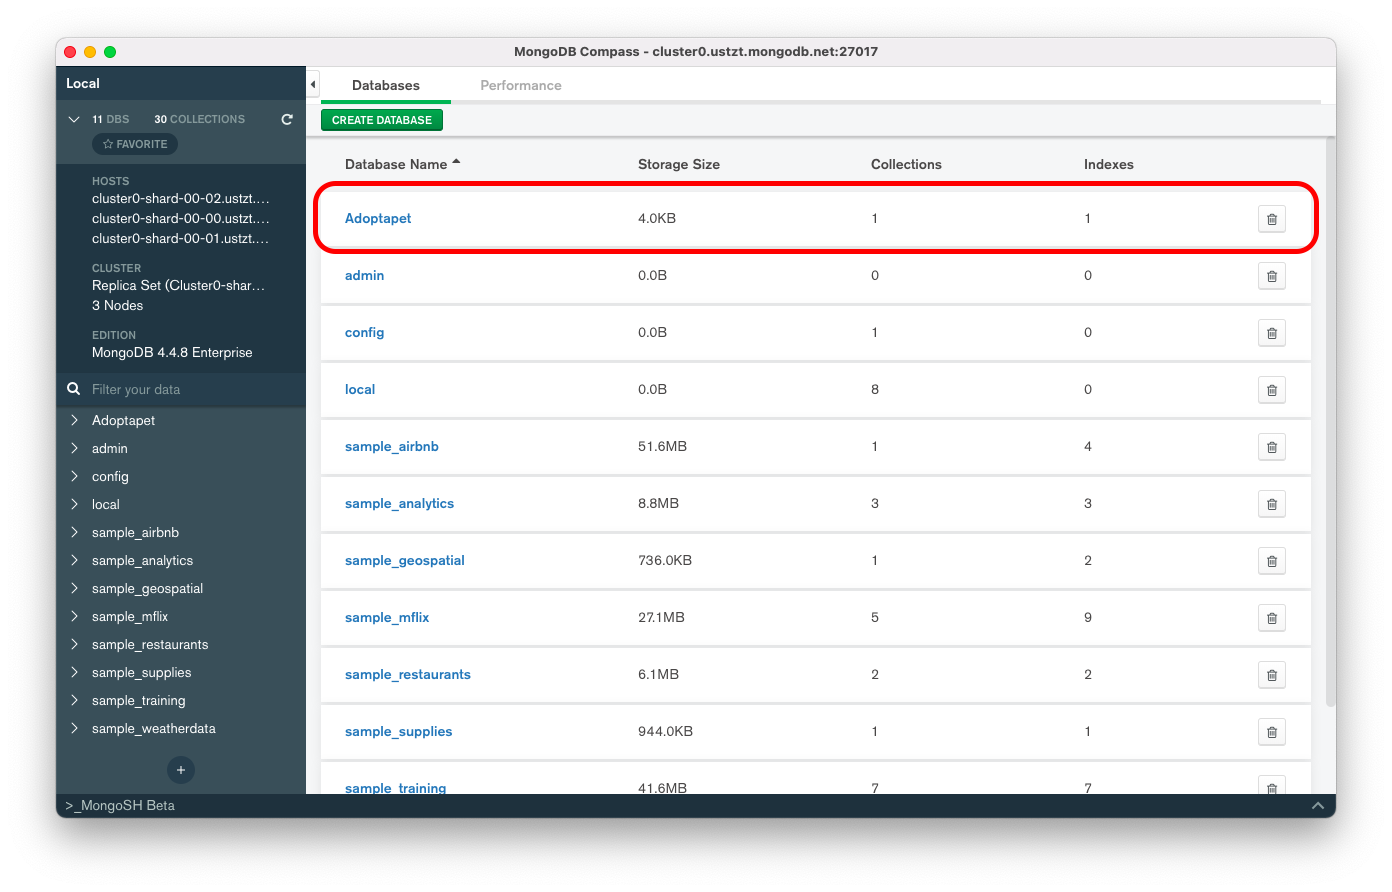 MongoDB Compass - cluster0.ustzt.mongodb.net:27017
Local
11 DBS 30 COLLECTIONS
FAVORITE
HOSTS
cluster0-shard-00-02.ustzt....
cluster0-shard-00-00.ustzt....
cluster0-shard-00-01.ustzt....
CLUSTER
Replica Set (Cluster0-shar...
3 Nodes
EDITION
MongoDB 4.4.8 Enterprise
Filter your data
Adoptapet
admin
config
local
sample_airbnb
sample_analytics
sample_geospatial
sample_mflix
sample_restaurants
sample_supplies
sample_training
sample_weatherdata
+
Databases Performance
CREATE DATABASE
Database Name Storage Size Collections Indexes
Adoptapet 4.0KB 1 1
admin 0.0B 0 0
config 0.0B 1 0
local 0.0B 8 0
sample_airbnb 51.6MB 1 4
sample_analytics 8.8MB 3 3
sample_geospatial 736.0KB 1 2
sample_mflix 27.1MB 5 9
sample_restaurants 6.1MB 2 2
sample_supplies 944.0KB 1 1
sample_training 41.6MB 7 7
>_MongoSH Beta